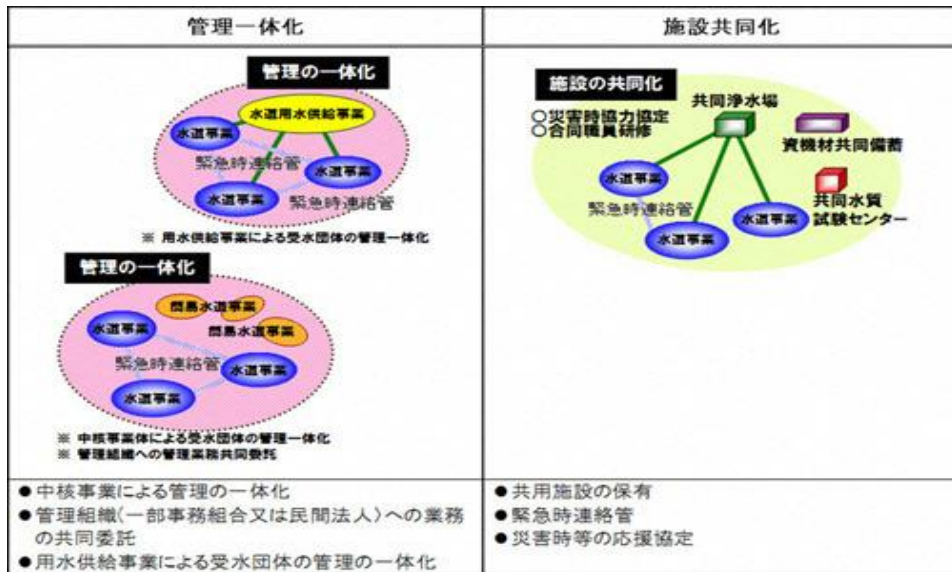 管理一体化
施設共同化
管理の一体化
水道用水供給事業
水道事業
緊急時連絡管
水道事業
水道事業
緊急時連絡管
※ 用水供給事業による受水団体の管理一体化
管理の一体化
簡易水道事業
簡易水道事業
水道事業
緊急時連絡管
水道事業
水道事業
※ 中核事業体による受水団体の管理一体化
※ 管理組織への管理業務共同委託
施設の共同化
○災害時協力協定
○合同職員研修
共同浄水場
資機材共同備蓄
水道事業
緊急時連絡管
共同水質
試験センター
水道事業
水道事業
●中核事業による管理の一体化
●管理組織(一部事務組合又は民間法人)への業務
の共同委託
●用水供給事業による受水団体の管理の一体化
●共用施設の保有
●緊急時連絡管
●災害時等の応援協定